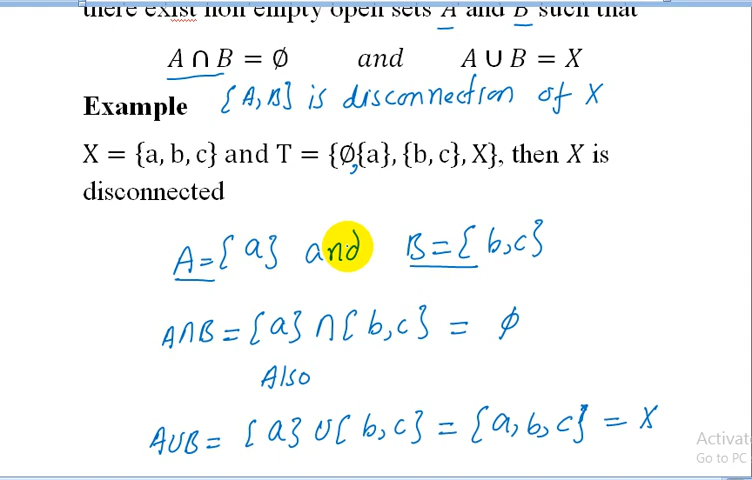 there exist non empty open sets A and B such that
A ∩ B = Ø and A ∪ B = X
Example {A, B} is disconnection of X
X = {a, b, c} and T = {Ø,{a}, {b, c}, X}, then X is
disconnected
A = {a} and B = {b,c}
A∩B = {a} ∩ {b,c} = ϕ
Also
A∪B = {a} ∪ {b,c} = {a, b, c} = X
Activat
Go to PC